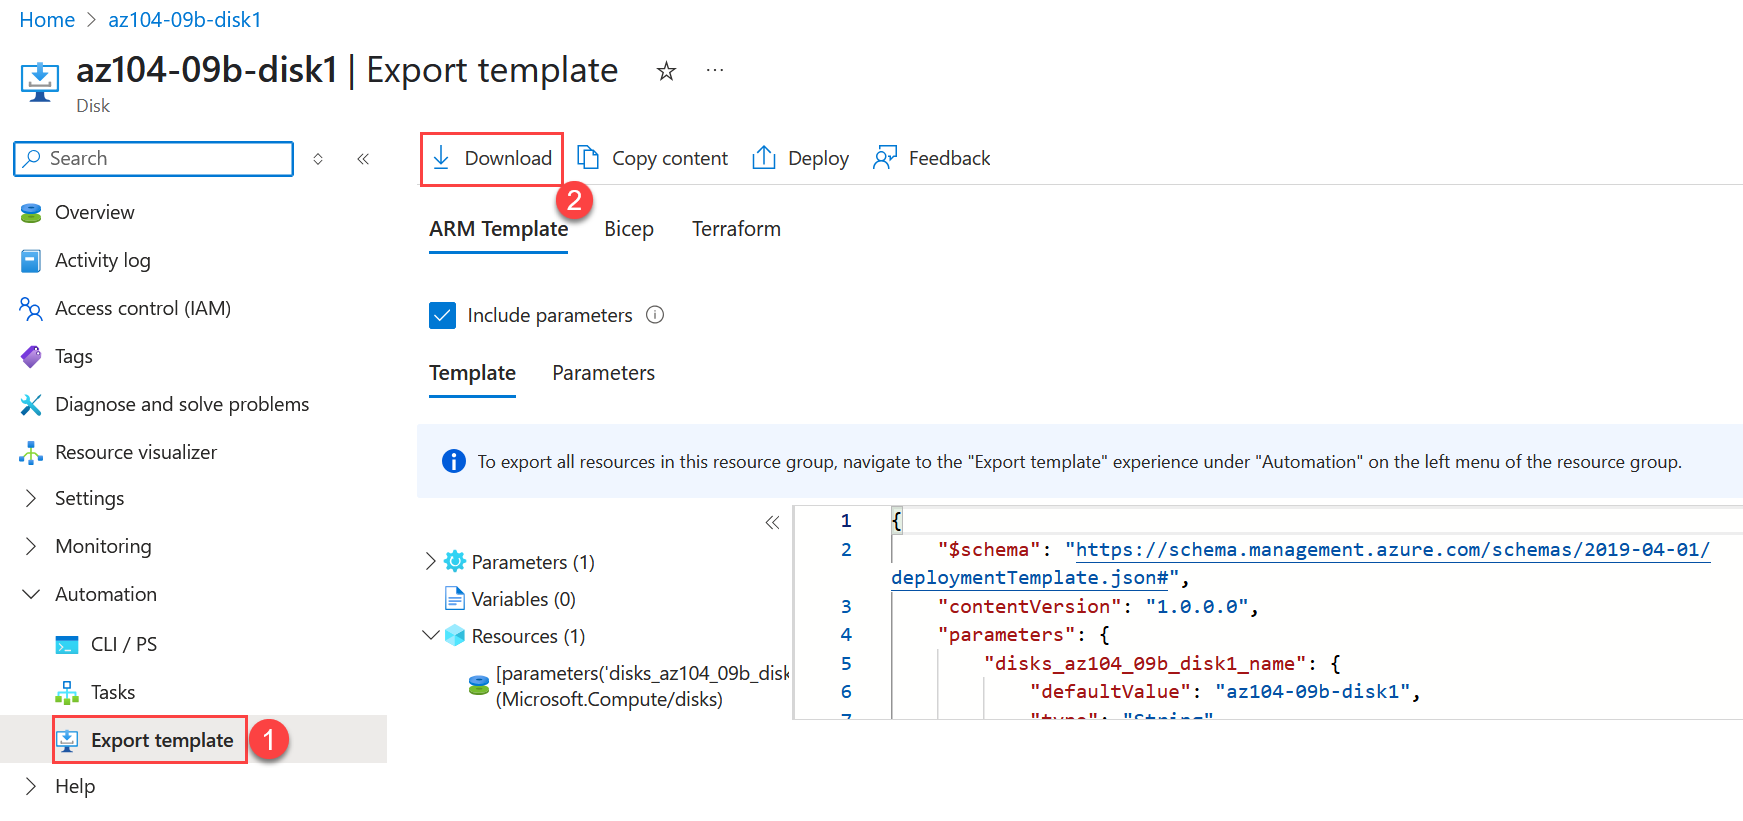 Home > az104-09b-disk1
az104-09b-disk1 | Export template
Disk
Search
Download
Copy content
Deploy
Feedback
2
ARM Template
Bicep
Terraform
Include parameters
Template
Parameters
To export all resources in this resource group, navigate to the "Export template" experience under "Automation" on the left menu of the resource group.
Overview
Activity log
Access control (IAM)
Tags
Diagnose and solve problems
Resource visualizer
Settings
Monitoring
Automation
CLI / PS
Tasks
Export template
1
Help
Parameters (1)
Variables (0)
Resources (1)
[parameters('disks_az104_09b_disk
(Microsoft.Compute/disks)
1 {
2 "$schema": "https://schema.management.azure.com/schemas/2019-04-01/
deploymentTemplate.json#",
3 "contentVersion": "1.0.0.0",
4 "parameters": {
5 "disks_az104_09b_disk1_name": {
6 "defaultValue": "az104-09b-disk1",
7 "type": "String"